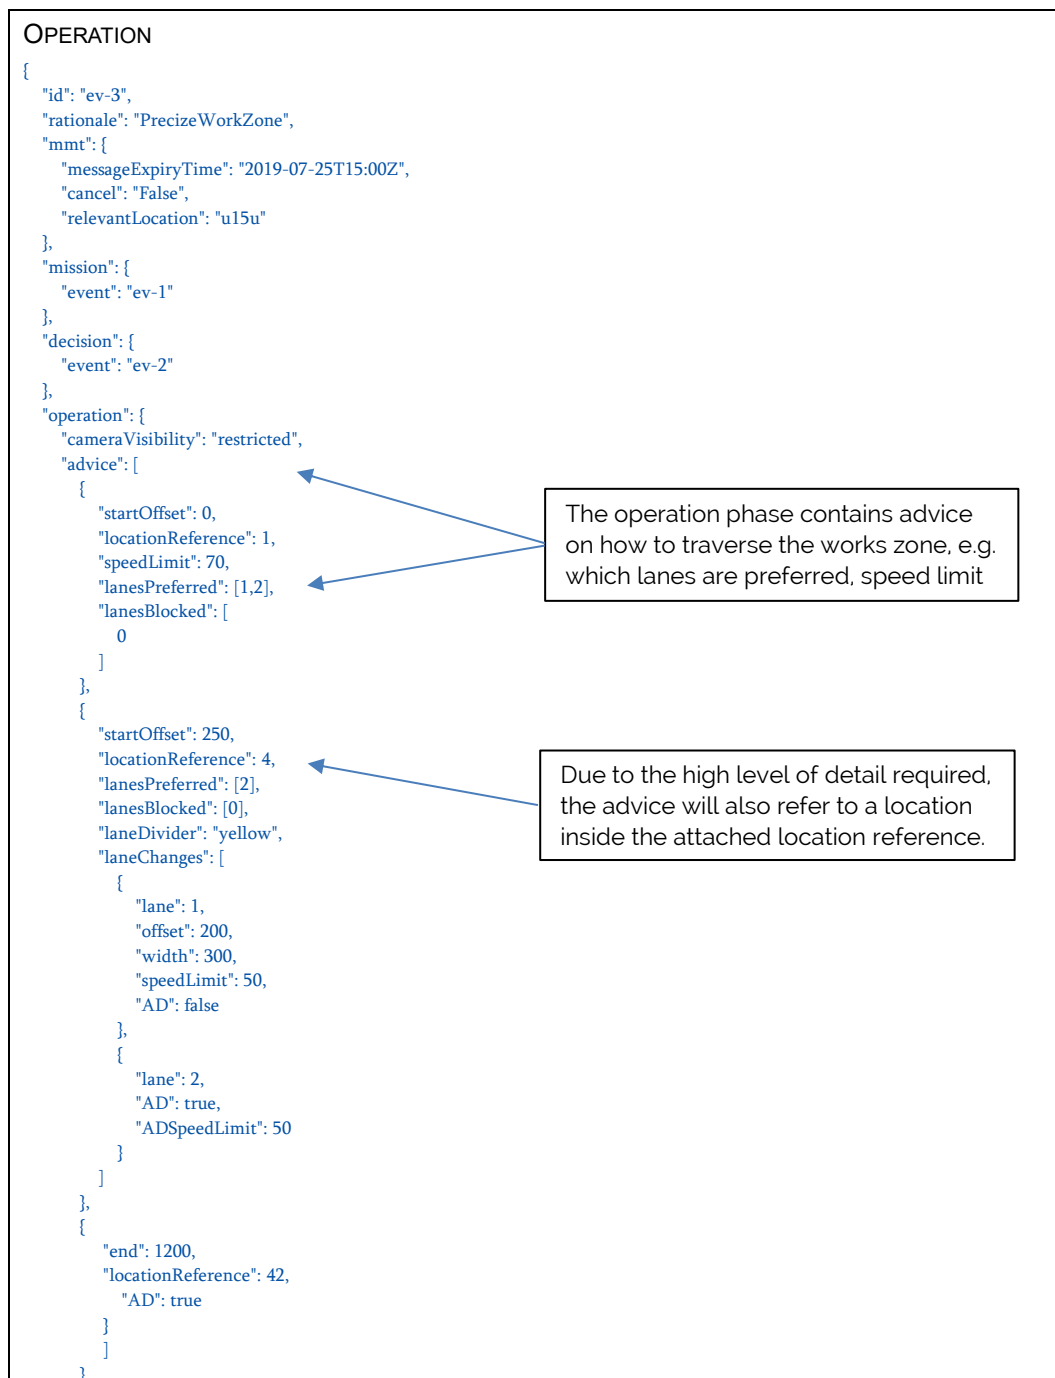 OPERATION
{
"id": "ev-3",
"rationale": "PrecizeWorkZone",
"mmt": {
"messageExpiryTime": "2019-07-25T15:00Z",
"cancel": "False",
"relevantLocation": "u15u"
},
"mission": {
"event": "ev-1"
},
"decision": {
"event": "ev-2"
},
"operation": {
"cameraVisibility": "restricted",
"advice": [
{
"startOffset": 0,
"locationReference": 1,
"speedLimit": 70,
"lanesPreferred": [1,2],
"lanesBlocked": [
0
]
},
{
"startOffset": 250,
"locationReference": 4,
"lanesPreferred": [2],
"lanesBlocked": [0],
"laneDivider": "yellow",
"laneChanges": [
{
"lane": 1,
"offset": 200,
"width": 300,
"speedLimit": 50,
"AD": false
},
{
"lane": 2,
"AD": true,
"ADSpeedLimit": 50
}
]
},
{
"end": 1200,
"locationReference": 42,
"AD": true
}
]
}
The operation phase contains advice
on how to traverse the works zone, e.g.
which lanes are preferred, speed limit
Due to the high level of detail required,
the advice will also refer to a location
inside the attached location reference.